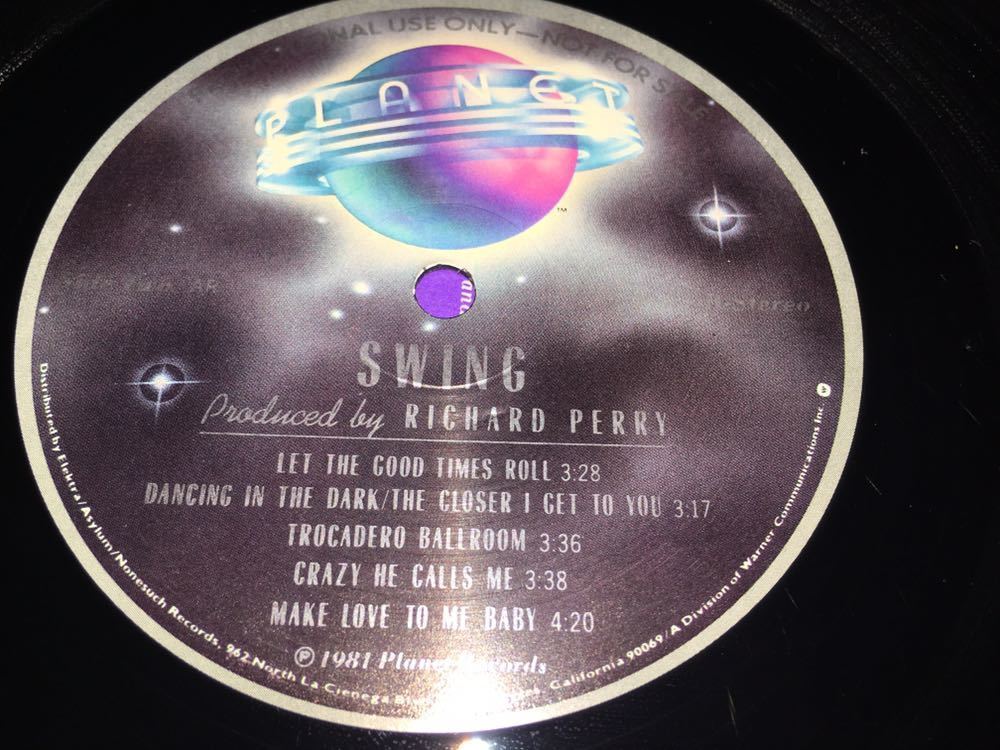 USE ONLY—NOT FOR
PLANET
™
Stereo
SWING
Produced by RICHARD PERRY
LET THE GOOD TIMES ROLL 3:28
DANCING IN THE DARK/THE CLOSER I GET TO YOU 3:17
TROCADERO BALLROOM 3:36
CRAZY HE CALLS ME 3:38
MAKE LOVE TO ME BABY 4:20
℗ 1981 Planet Records
Distributed by Elektra/Asylum/Nonesuch Records, 962 North La Cienega California 90069/A Division of Warner Communications Inc.